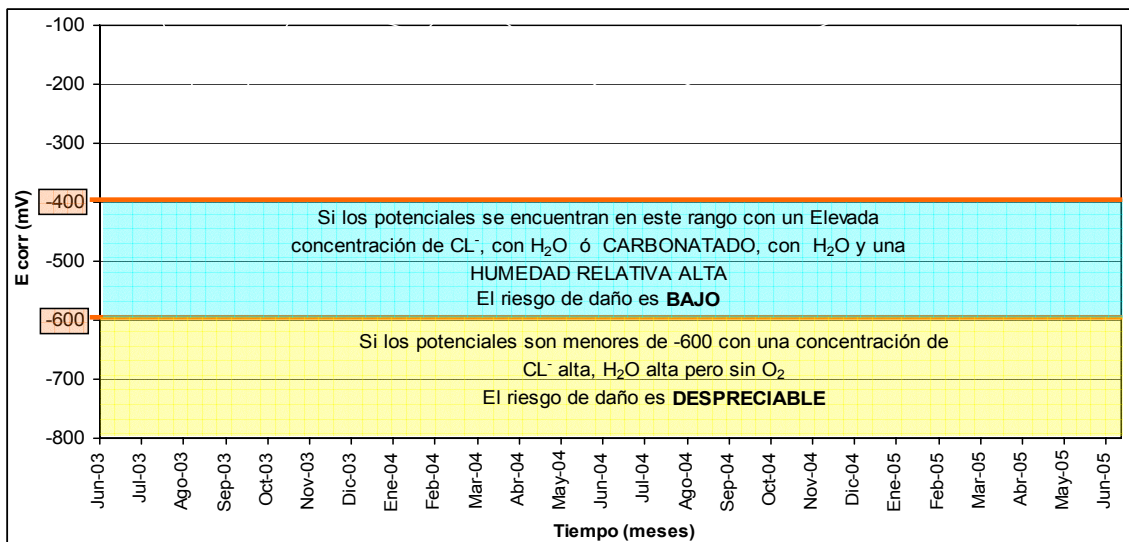 -100
-200
-300
-400
-500
-600
-700
-800
E corr (mV)
Si los potenciales se encuentran en este rango con un Elevada
concentración de CL⁻, con H₂O ó CARBONATADO, con H₂O y una
HUMEDAD RELATIVA ALTA
El riesgo de daño es BAJO
Si los potenciales son menores de -600 con una concentración de
CL⁻ alta, H₂O alta pero sin O₂
El riesgo de daño es DESPRECIABLE
Jun-03
Jul-03
Ago-03
Sep-03
Oct-03
Nov-03
Dic-03
Ene-04
Feb-04
Mar-04
Abr-04
May-04
Jun-04
Jul-04
Ago-04
Sep-04
Oct-04
Nov-04
Dic-04
Ene-05
Feb-05
Mar-05
Abr-05
May-05
Jun-05
Tiempo (meses)